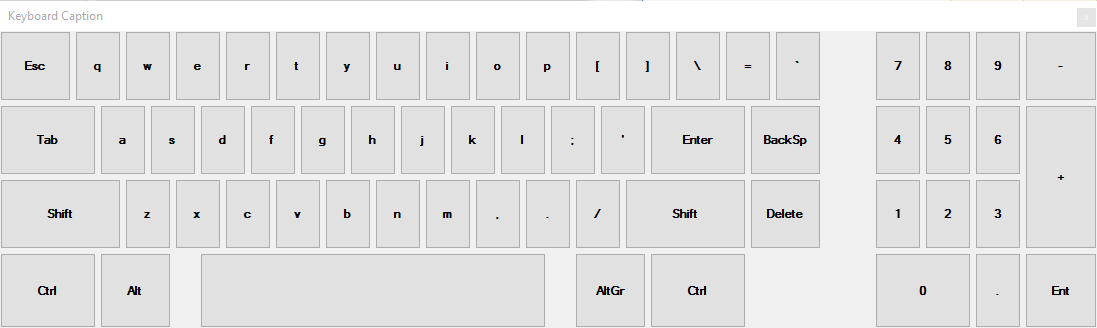 Keyboard Caption x
Esc q w e r t y u i o p [ ] \ = ` 7 8 9 -
Tab a s d f g h j k l ; ' Enter BackSp 4 5 6 +
Shift z x c v b n m , . / Shift Delete 1 2 3
Ctrl Alt AltGr Ctrl 0 . Ent